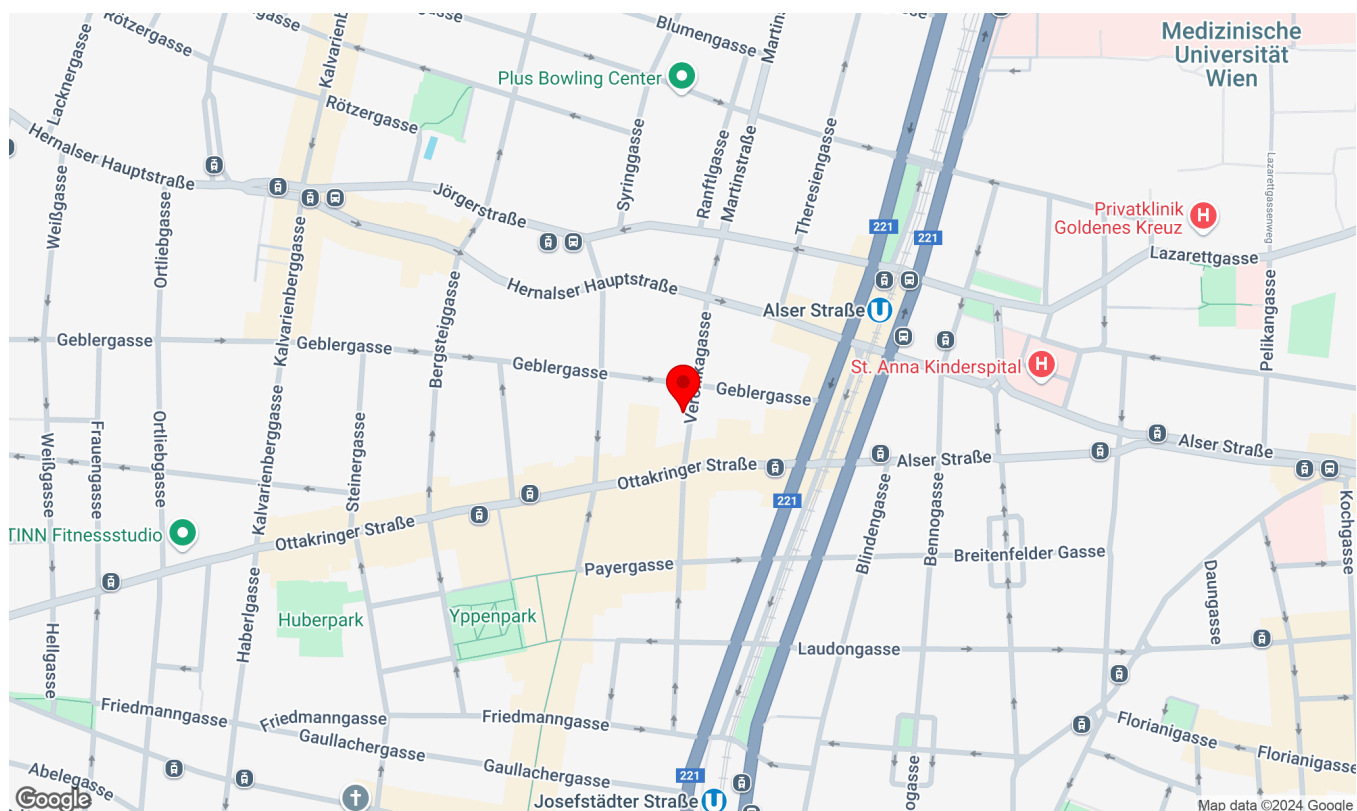 Rötzergasse
Blumengasse
Martinstraße
Medizinische
Universität
Wien
Lacknergasse
Plus Bowling Center
Rötzergasse
Hernalser Hauptstraße
Syringgasse
Ranftlgasse
Martinstraße
Theresiengasse
Lazarettgassenweg
Weißgasse
Ortliebgasse
Kalvarienberggasse
Jörgerstraße
Privatklinik
Goldenes Kreuz
Lazarettgasse
221
221
Hernalser Hauptstraße
Alser Straße
Pelikangasse
Geblergasse
Geblergasse
Bergsteiggasse
Geblergasse
Geblergasse
St. Anna Kinderspital
Weißgasse
Frauengasse
Ortliebgasse
Kalvarienberggasse
Steinergasse
Ottakringer Straße
Alser Straße
Alser Straße
221
Kochgasse
TINN Fitnessstudio
Ottakringer Straße
Blindengasse
Bennogasse
Breitenfelder Gasse
Payergasse
Daungasse
Huberpark
Yppenpark
Haberlgasse
Hellgasse
Laudongasse
Friedmanngasse
Friedmanngasse
Friedmanngasse
Florianigasse
Florianigasse
Gaullachergasse
Gaullachergasse
Abelegasse
221
Josefstädter Straße
Google
Map data ©2024 Google